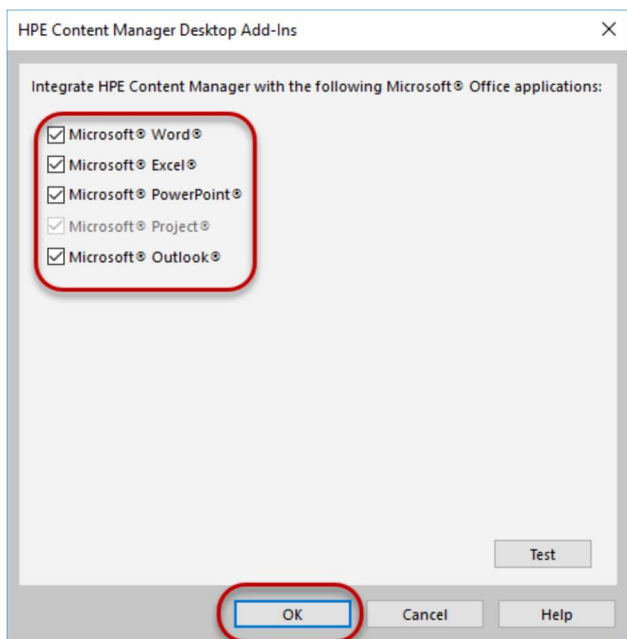 HPE Content Manager Desktop Add-Ins
Integrate HPE Content Manager with the following Microsoft® Office applications:
Microsoft® Word®
Microsoft® Excel®
Microsoft® PowerPoint®
Microsoft® Project®
Microsoft® Outlook®
Test
OK Cancel Help